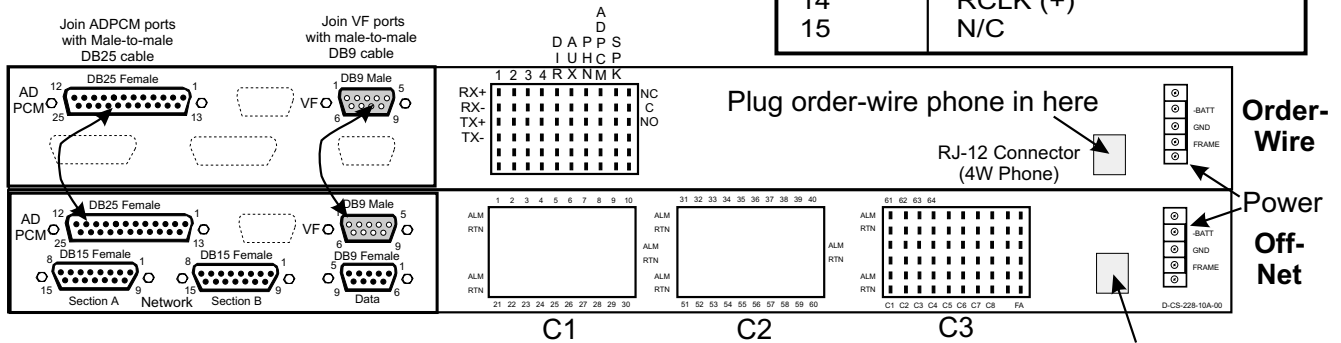 14 RCLK (+)
15 N/C
Join ADPCM ports
with Male-to-male
DB25 cable
Join VF ports
with male-to-male
DB9 cable
DIR AUX PHN ADPCM SPK
1 2 3 4
AD
PCM
12 DB25 Female 1
25 13
VF
DB9 Male
1 5
6 9
RX+
RX-
TX+
TX-
NC
C
NO
Plug order-wire phone in here
RJ-12 Connector
(4W Phone)
-BATT
GND
FRAME
Order-
Wire
Power
AD
PCM
12 DB25 Female 1
25 13
VF
DB9 Male
1 5
6 9
8 DB15 Female 1
15 9
Section A
Network
8 DB15 Female 1
15 9
Section B
DB9 Female
5 1
9 6
Data
1 2 3 4 5 6 7 8 9 10
ALM
RTN
ALM
RTN
ALM
RTN
21 22 23 24 25 26 27 28 29 30
C1
31 32 33 34 35 36 37 38 39 40
ALM
RTN
ALM
RTN
ALM
RTN
51 52 53 54 55 56 57 58 59 60
C2
61 62 63 64
ALM
RTN
ALM
RTN
C1 C2 C3 C4 C5 C6 C7 C8 FA
C3
-BATT
GND
FRAME
Off-
Net
D-CS-228-10A-00